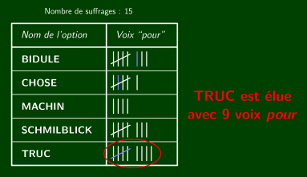 Nombre de suffrages : 15
Nom de l'option Voix "pour"
BIDULE
CHOSE
MACHIN
SCHMILBLICK
TRUC
TRUC est élue
avec 9 voix pour